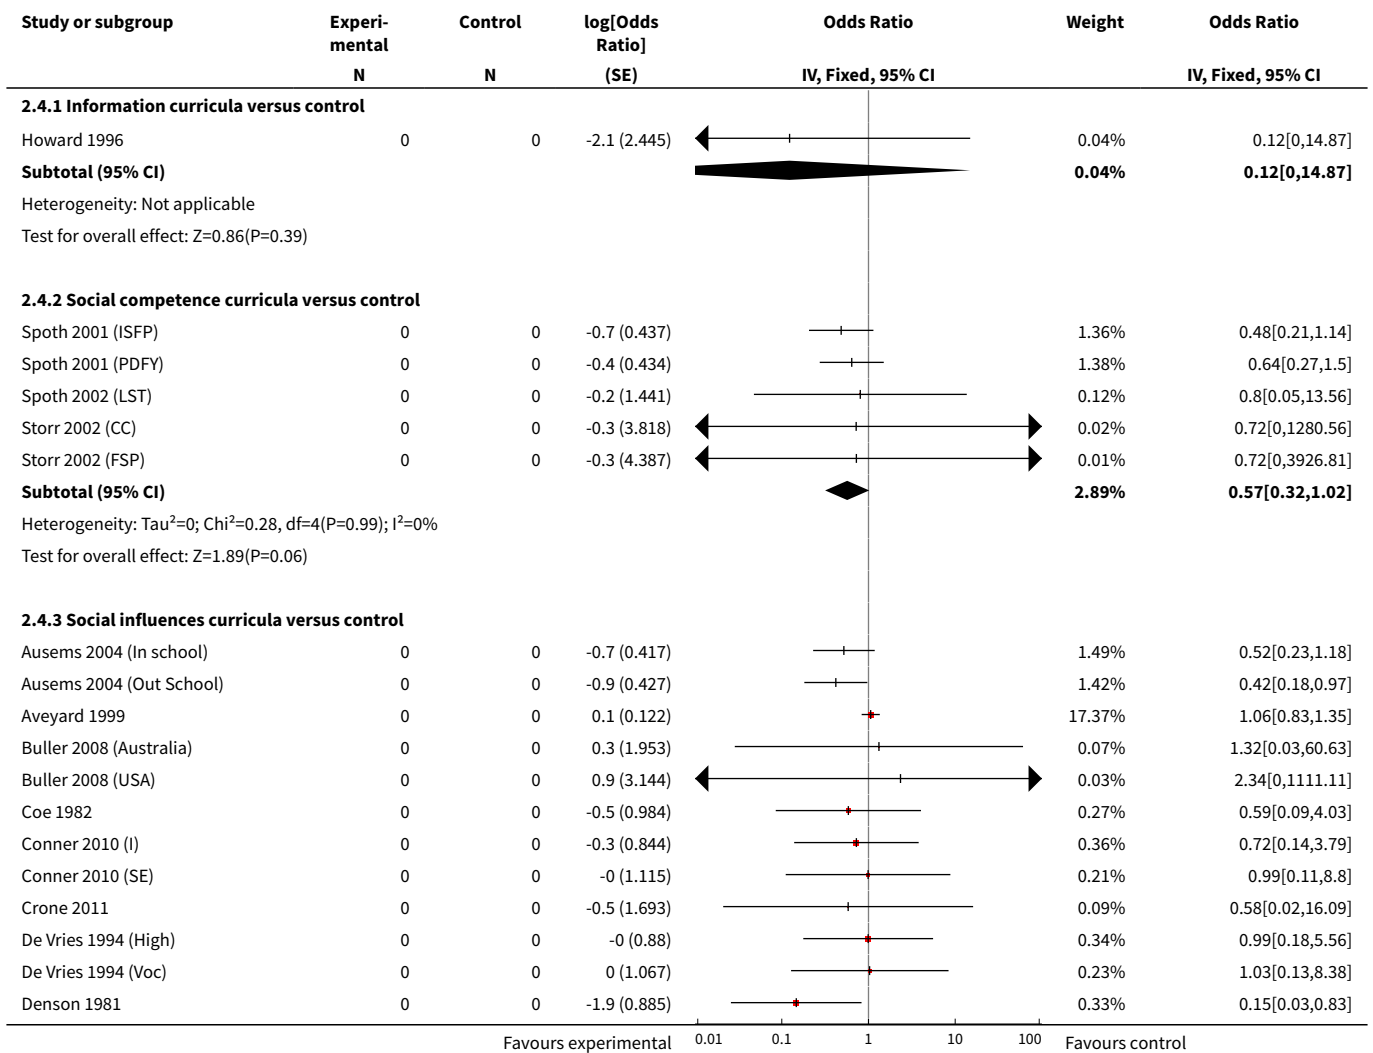 Study or subgroup Experi- Control log[Odds Odds Ratio Weight Odds Ratio
mental Ratio]
N N (SE) IV, Fixed, 95% CI IV, Fixed, 95% CI
2.4.1 Information curricula versus control
Howard 1996 0 0 -2.1 (2.445) 0.04% 0.12[0,14.87]
Subtotal (95% CI) 0.04% 0.12[0,14.87]
Heterogeneity: Not applicable
Test for overall effect: Z=0.86(P=0.39)
2.4.2 Social competence curricula versus control
Spoth 2001 (ISFP) 0 0 -0.7 (0.437) 1.36% 0.48[0.21,1.14]
Spoth 2001 (PDFY) 0 0 -0.4 (0.434) 1.38% 0.64[0.27,1.5]
Spoth 2002 (LST) 0 0 -0.2 (1.441) 0.12% 0.8[0.05,13.56]
Storr 2002 (CC) 0 0 -0.3 (3.818) 0.02% 0.72[0,1280.56]
Storr 2002 (FSP) 0 0 -0.3 (4.387) 0.01% 0.72[0,3926.81]
Subtotal (95% CI) 2.89% 0.57[0.32,1.02]
Heterogeneity: Tau²=0; Chi²=0.28, df=4(P=0.99); I²=0%
Test for overall effect: Z=1.89(P=0.06)
2.4.3 Social influences curricula versus control
Ausems 2004 (In school) 0 0 -0.7 (0.417) 1.49% 0.52[0.23,1.18]
Ausems 2004 (Out School) 0 0 -0.9 (0.427) 1.42% 0.42[0.18,0.97]
Aveyard 1999 0 0 0.1 (0.122) 17.37% 1.06[0.83,1.35]
Buller 2008 (Australia) 0 0 0.3 (1.953) 0.07% 1.32[0.03,60.63]
Buller 2008 (USA) 0 0 0.9 (3.144) 0.03% 2.34[0,1111.11]
Coe 1982 0 0 -0.5 (0.984) 0.27% 0.59[0.09,4.03]
Conner 2010 (I) 0 0 -0.3 (0.844) 0.36% 0.72[0.14,3.79]
Conner 2010 (SE) 0 0 -0 (1.115) 0.21% 0.99[0.11,8.8]
Crone 2011 0 0 -0.5 (1.693) 0.09% 0.58[0.02,16.09]
De Vries 1994 (High) 0 0 -0 (0.88) 0.34% 0.99[0.18,5.56]
De Vries 1994 (Voc) 0 0 0 (1.067) 0.23% 1.03[0.13,8.38]
Denson 1981 0 0 -1.9 (0.885) 0.33% 0.15[0.03,0.83]
Favours experimental 0.01 0.1 1 10 100 Favours control